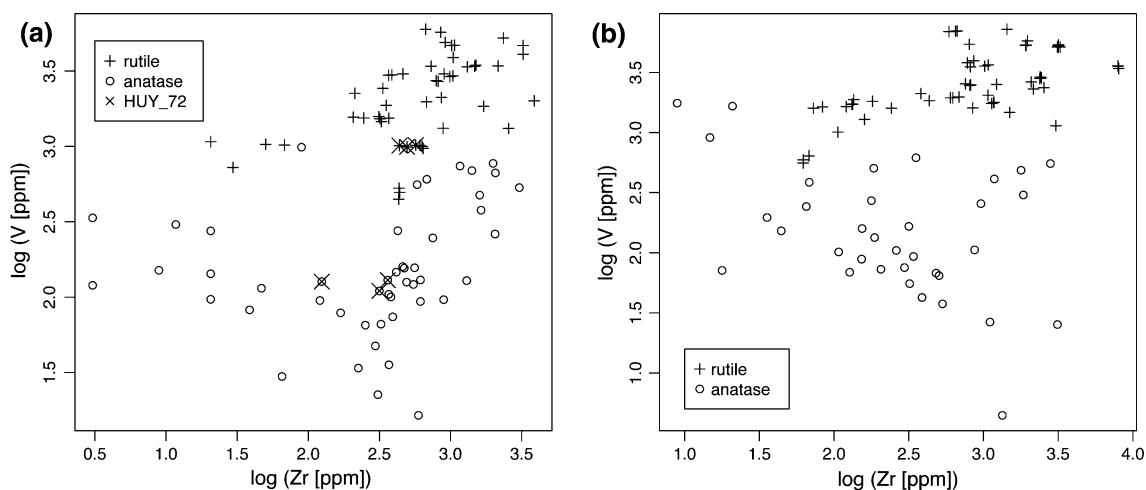 (a)
rutile
anatase
HUY_72
log (V [ppm])
1.5 2.0 2.5 3.0 3.5
0.5 1.0 1.5 2.0 2.5 3.0 3.5
log (Zr [ppm])
(b)
rutile
anatase
log (V [ppm])
1.0 1.5 2.0 2.5 3.0 3.5
1.0 1.5 2.0 2.5 3.0 3.5 4.0
log (Zr [ppm])